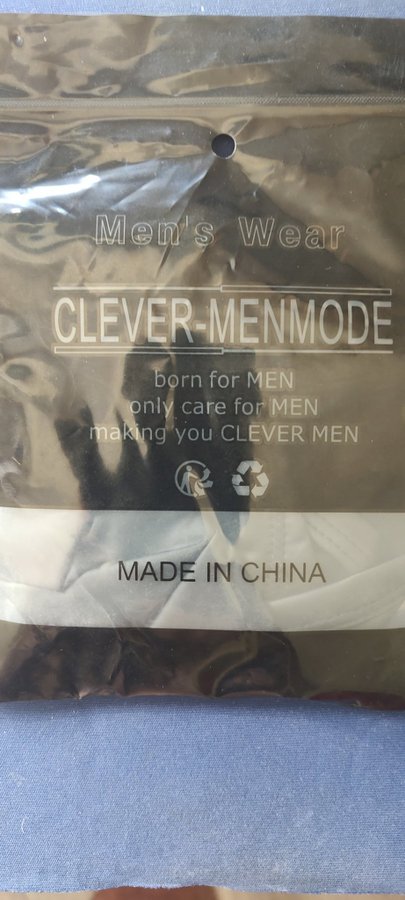 Men's Wear
CLEVER-MENMODE
born for MEN
only care for MEN
making you CLEVER MEN
MADE IN CHINA